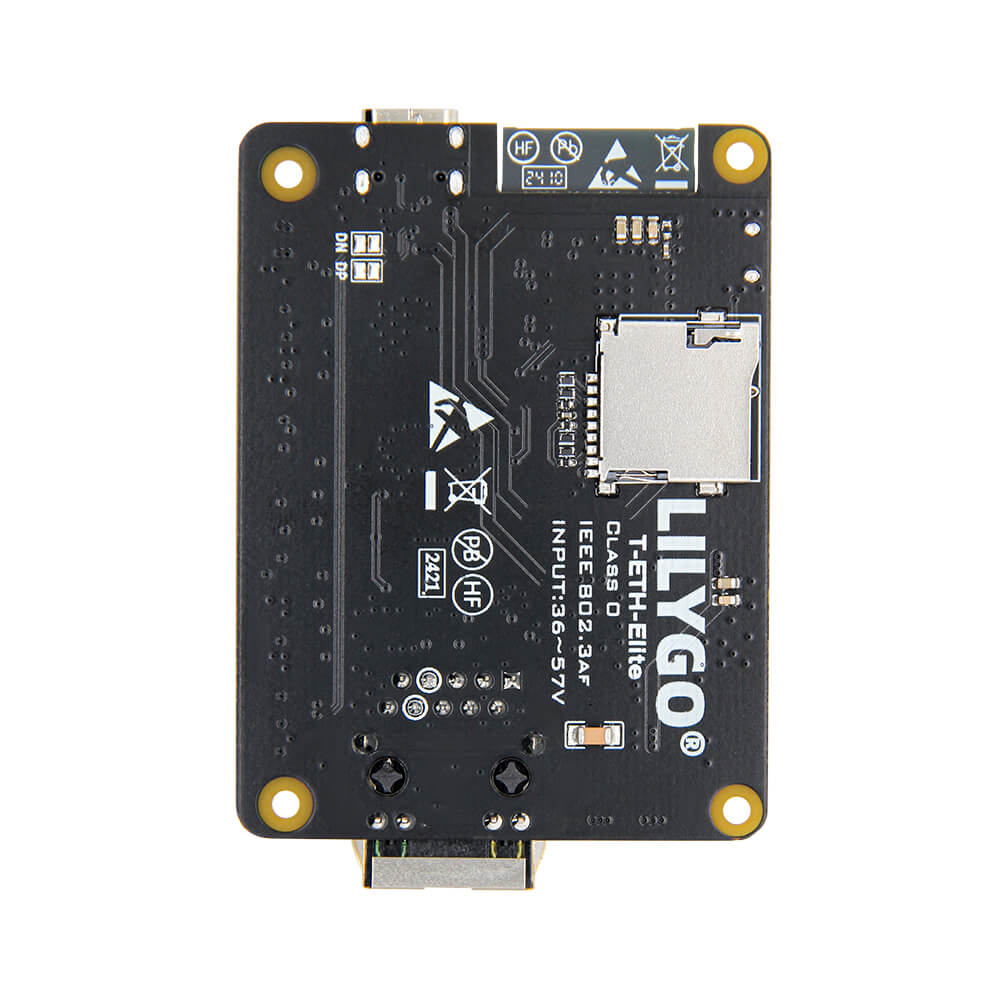 HF
Pb
2410
DN
DP
LILYGO®
T-ETH-Elite
CLASS 0
IEEE:802.3AF
INPUT:36~57V
PB
HF
2421